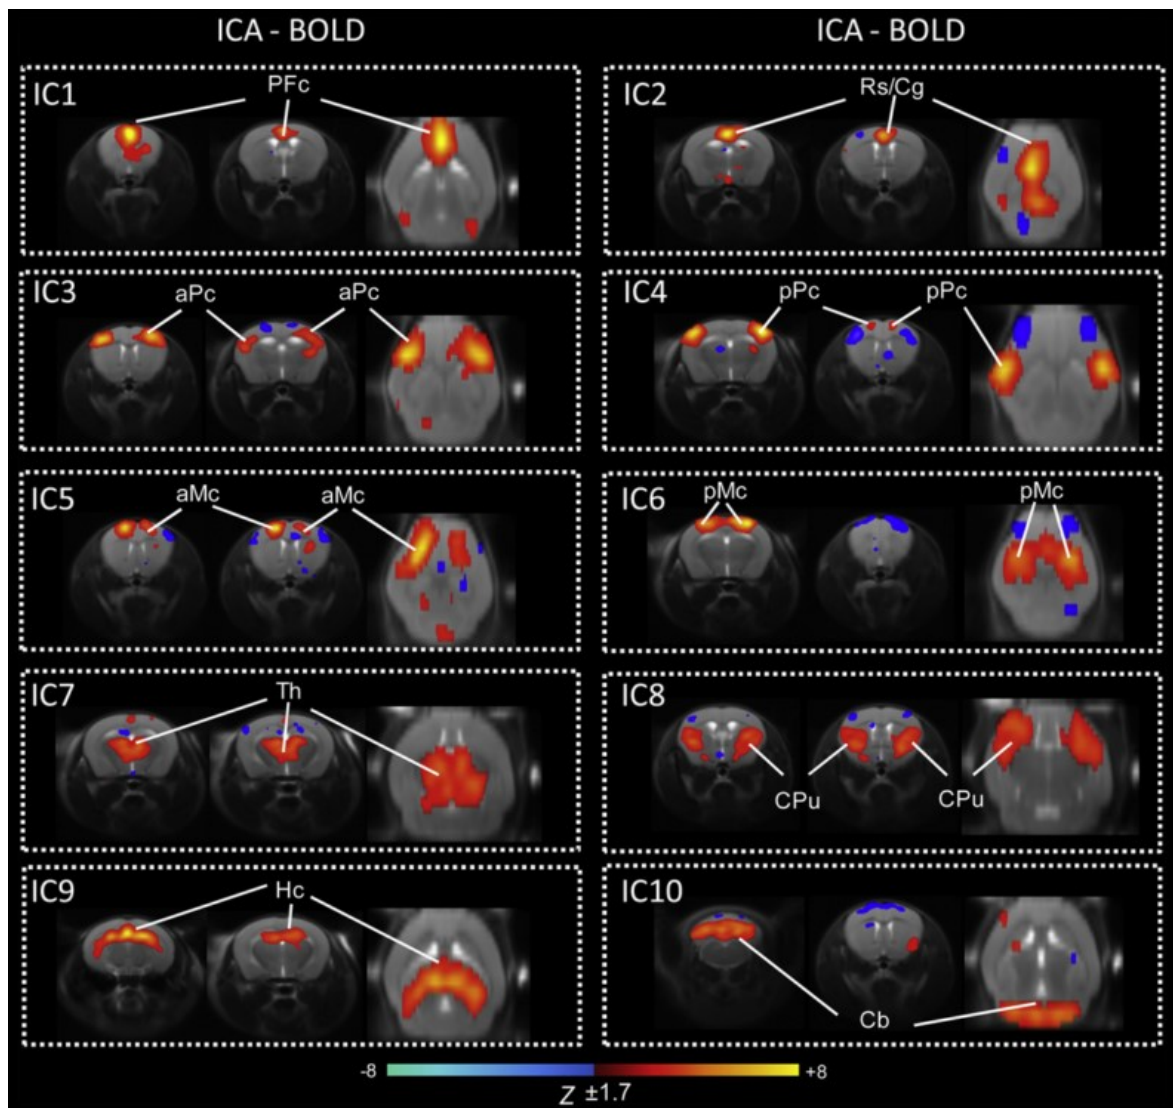 ICA - BOLD
ICA - BOLD
IC1
PFc
IC2
Rs/Cg
IC3
aPc
aPc
IC4
pPc
pPc
IC5
aMc
aMc
IC6
pMc
pMc
IC7
Th
IC8
CPu
CPu
IC9
Hc
IC10
Cb
-8
+8
Z ±1.7